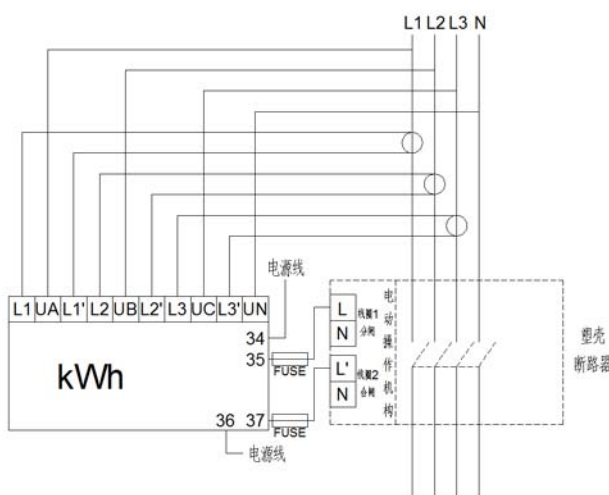 L1 L2 L3 N
电源线
L1 UA L1' L2 UB L2' L3 UC L3' UN
34
35
FUSE
kWh
36 37
FUSE
电源线
L 线圈1
N 分闸
L' 线圈2
N 合闸
电动操作机构
塑壳
断路器